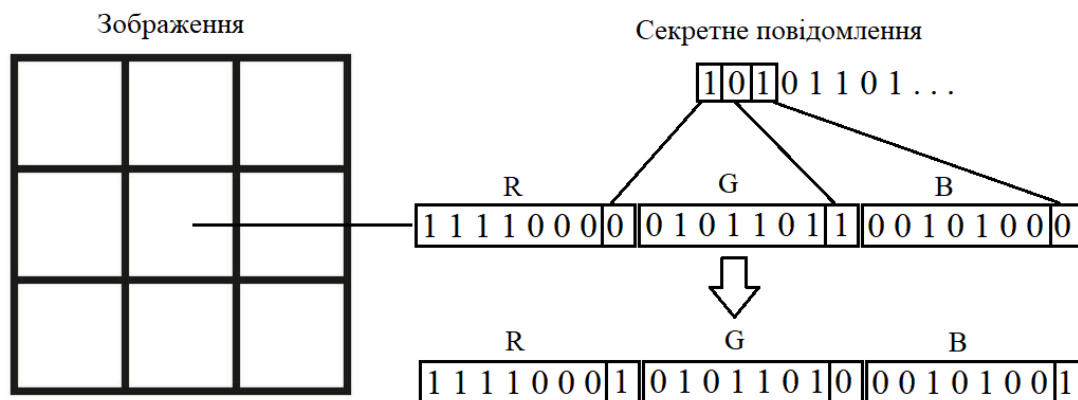 Зображення
Секретне повідомлення
1 0 1 0 1 1 0 1 . . .
R G B
1 1 1 1 0 0 0 0 0 1 0 1 1 0 1 1 0 0 1 0 1 0 0 0
R G B
1 1 1 1 0 0 0 1 0 1 0 1 1 0 1 0 0 0 1 0 1 0 0 1